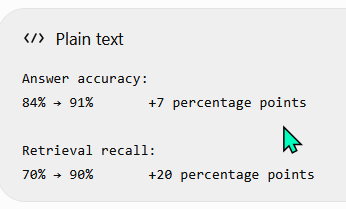 Plain text
Answer accuracy:
84% → 91%       +7 percentage points
Retrieval recall:
70% → 90%       +20 percentage points